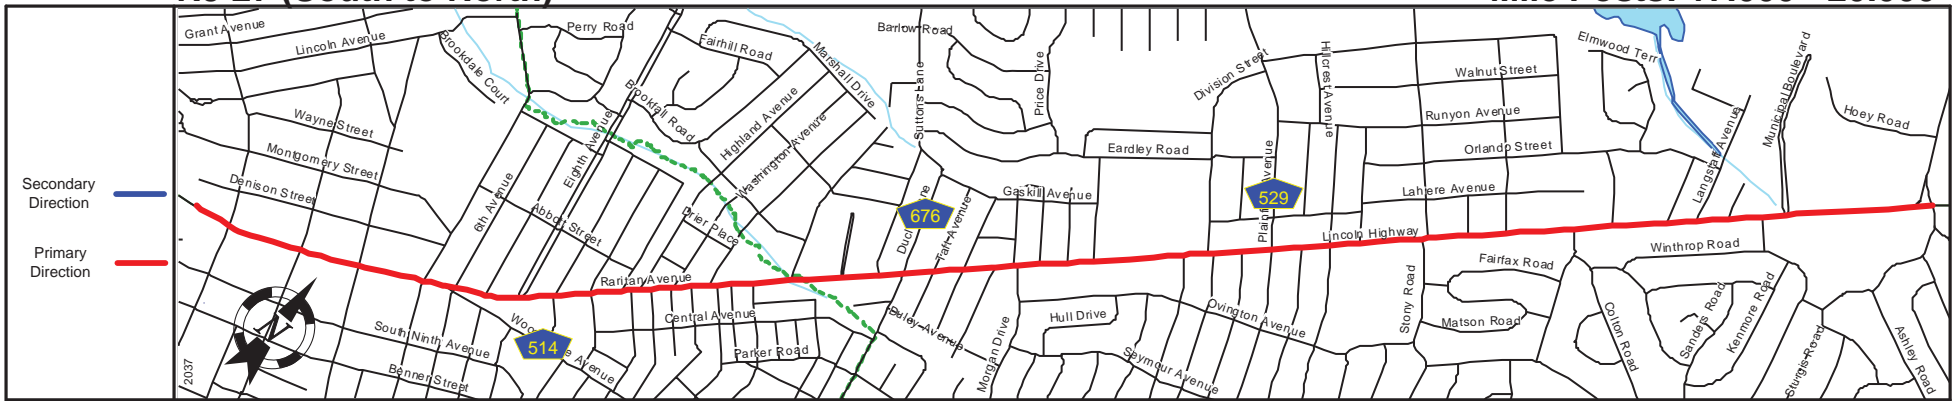 Secondary
Direction
Primary
Direction
Grant Avenue
Lincoln Avenue
Brookdale Court
Perry Road
Fairhill Road
Marshall Drive
Barlow Road
Price Drive
Division Street
Hillcrest Avenue
Walnut Street
Elmwood Terr
Municipal Boulevard
Hoey Road
Wayne Street
Montgomery Street
Denison Street
Eighth Avenue
Brookfall Road
Highland Avenue
Washington Avenue
Suttons Lane
Eardley Road
Runyon Avenue
Orlando Street
Langstaff Avenue
6th Avenue
Abbott Street
Drier Place
676
Taft Avenue
Gaskill Avenue
529
Lahiere Avenue
Lincoln Highway
Raritan Avenue
Winthrop Road
Fairfax Road
Stony Road
South Ninth Avenue
514
Central Avenue
Duley Avenue
Hull Drive
Ovington Avenue
Matson Road
Colton Road
Sanders Road
Kenmore Road
Sturgis Road
Ashley Road
Benner Street
Parker Road
Morgan Drive
Seymour Avenue
2037
N